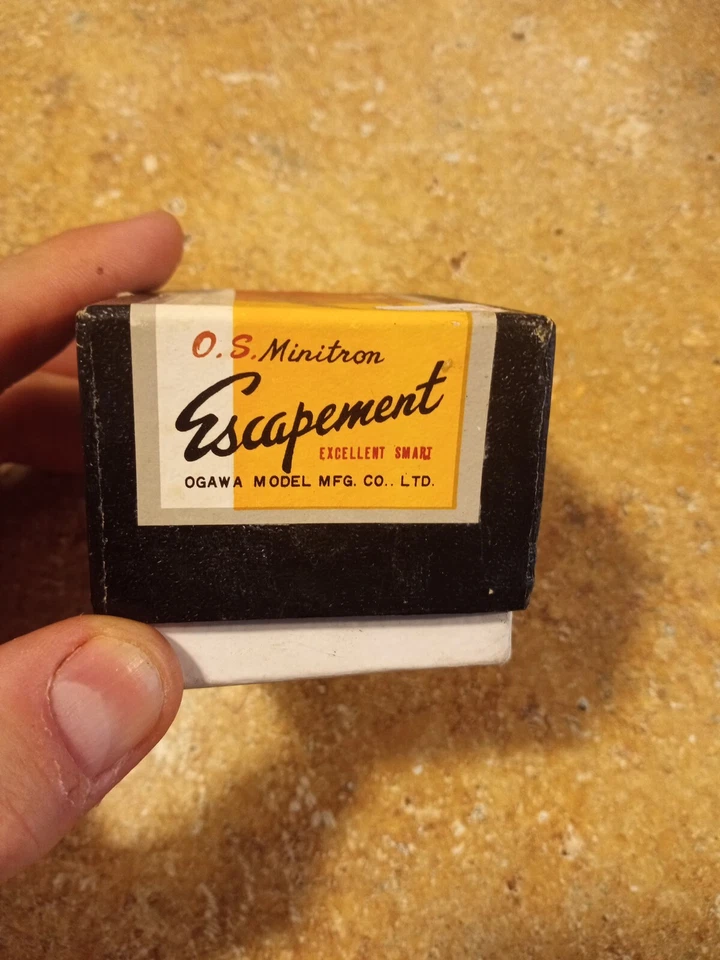 O.S. Minitron
Escapement
EXCELLENT SMART
OGAWA MODEL MFG. CO.. LTD.